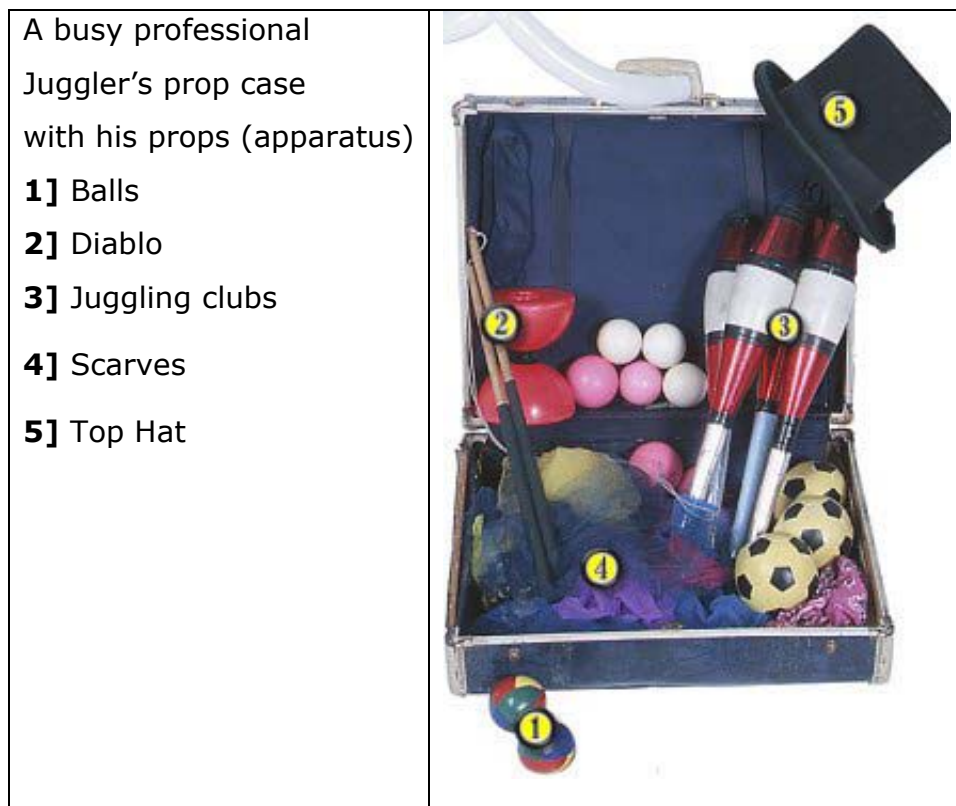 A busy professional
Juggler's prop case
with his props (apparatus)
1] Balls
2] Diablo
3] Juggling clubs
4] Scarves
5] Top Hat
5
2
3
4
1